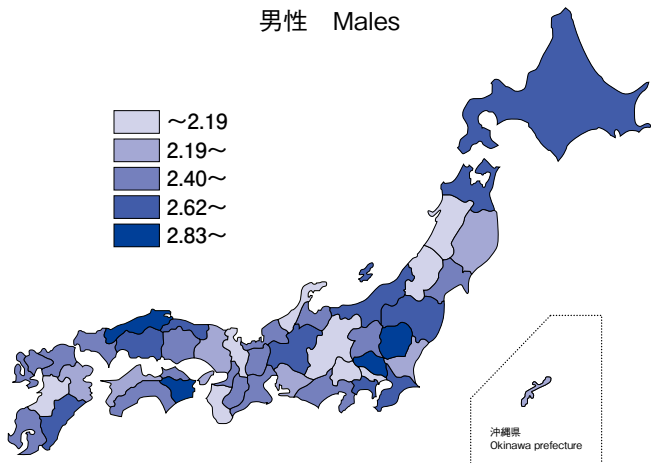 男性　Males
～2.19
2.19～
2.40～
2.62～
2.83～
沖縄県
Okinawa prefecture